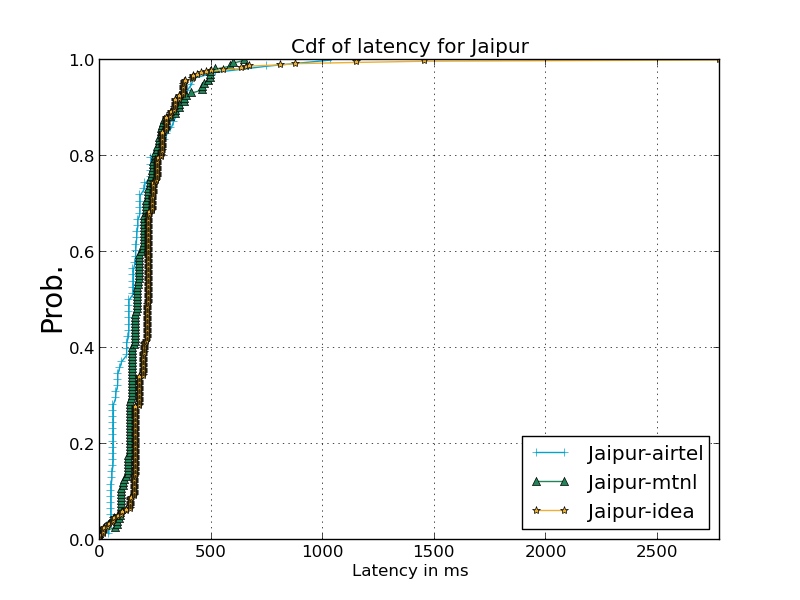 Cdf of latency for Jaipur
1.0
0.8
0.6
0.4
0.2
0.0
Prob.
Jaipur-airtel
Jaipur-mtnl
Jaipur-idea
0 500 1000 1500 2000 2500
Latency in ms